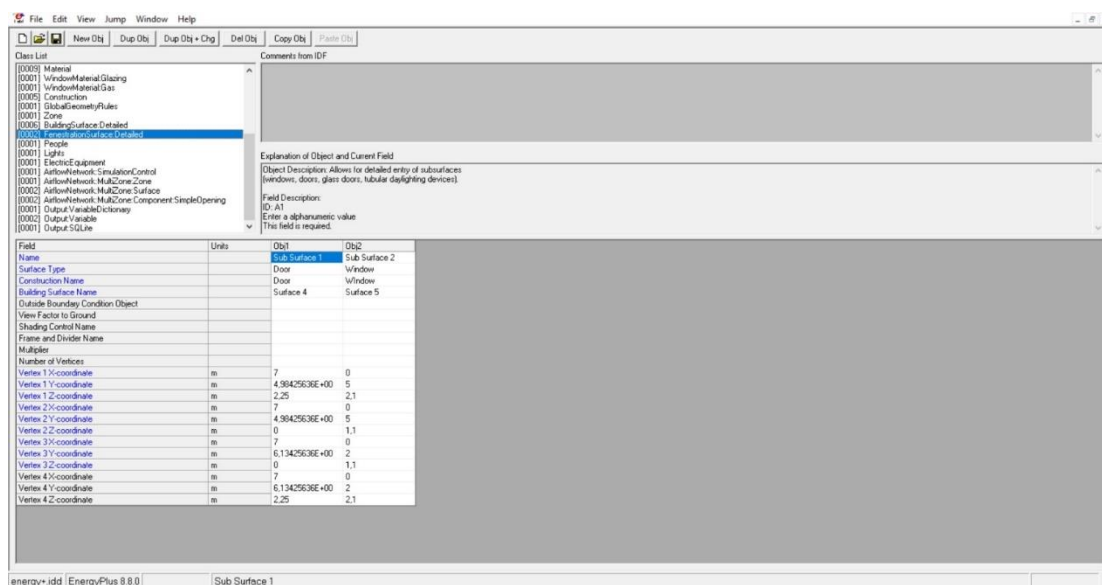 File Edit View Jump Window Help
New Obj Dup Obj Dup Obj + Chg Del Obj Copy Obj Paste Obj
Class List
Comments from IDF
[0009] Material
[0001] WindowMaterial:Glazing
[0001] WindowMaterial:Gas
[0005] Construction
[0001] GlobalGeometryRules
[0001] Zone
[0006] BuildingSurface:Detailed
[0002] FenestrationSurface:Detailed
[0001] People
[0001] Lights
[0001] ElectricEquipment
[0001] AirflowNetwork:SimulationControl
[0001] AirflowNetwork:MultiZone:Zone
[0002] AirflowNetwork:MultiZone:Surface
[0002] AirflowNetwork:MultiZone:Component:SimpleOpening
[0001] Output:VariableDictionary
[0002] Output:Variable
[0001] Output:SQLite
Explanation of Object and Current Field
Object Description: Allows for detailed entry of subsurfaces
(windows, doors, glass doors, tubular daylighting devices).
Field Description:
ID: A1
Enter a alphanumeric value
This field is required.
Field Units Obj1 Obj2
Name Sub Surface 1 Sub Surface 2
Surface Type Door Window
Construction Name Door WIndow
Building Surface Name Surface 4 Surface 5
Outside Boundary Condition Object
View Factor to Ground
Shading Control Name
Frame and Divider Name
Multiplier
Number of Vertices
Vertex 1 X-coordinate m 7 0
Vertex 1 Y-coordinate m 4,98425636E+00 5
Vertex 1 Z-coordinate m 2,25 2,1
Vertex 2 X-coordinate m 7 0
Vertex 2 Y-coordinate m 4,98425636E+00 5
Vertex 2 Z-coordinate m 0 1,1
Vertex 3 X-coordinate m 7 0
Vertex 3 Y-coordinate m 6,13425636E+00 2
Vertex 3 Z-coordinate m 0 1,1
Vertex 4 X-coordinate m 7 0
Vertex 4 Y-coordinate m 6,13425636E+00 2
Vertex 4 Z-coordinate m 2,25 2,1
energy+.idd EnergyPlus 8.8.0 Sub Surface 1